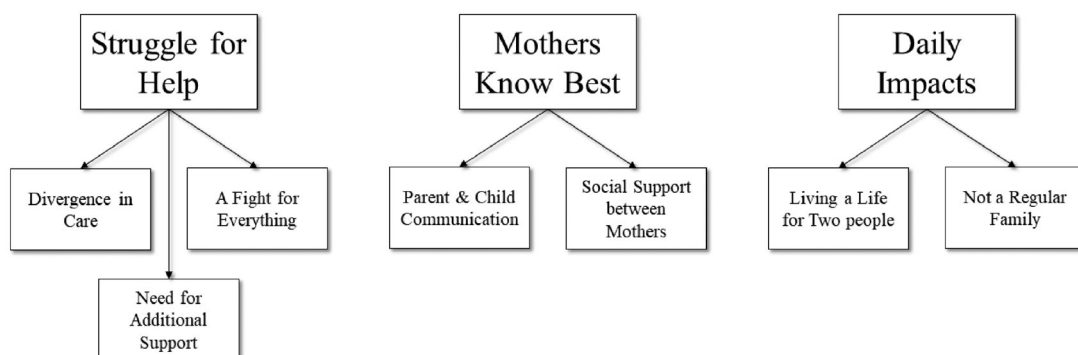 Struggle for
Help
Mothers
Know Best
Daily
Impacts
Divergence in
Care
A Fight for
Everything
Need for
Additional
Support
Parent & Child
Communication
Social Support
between
Mothers
Living a Life
for Two people
Not a Regular
Family